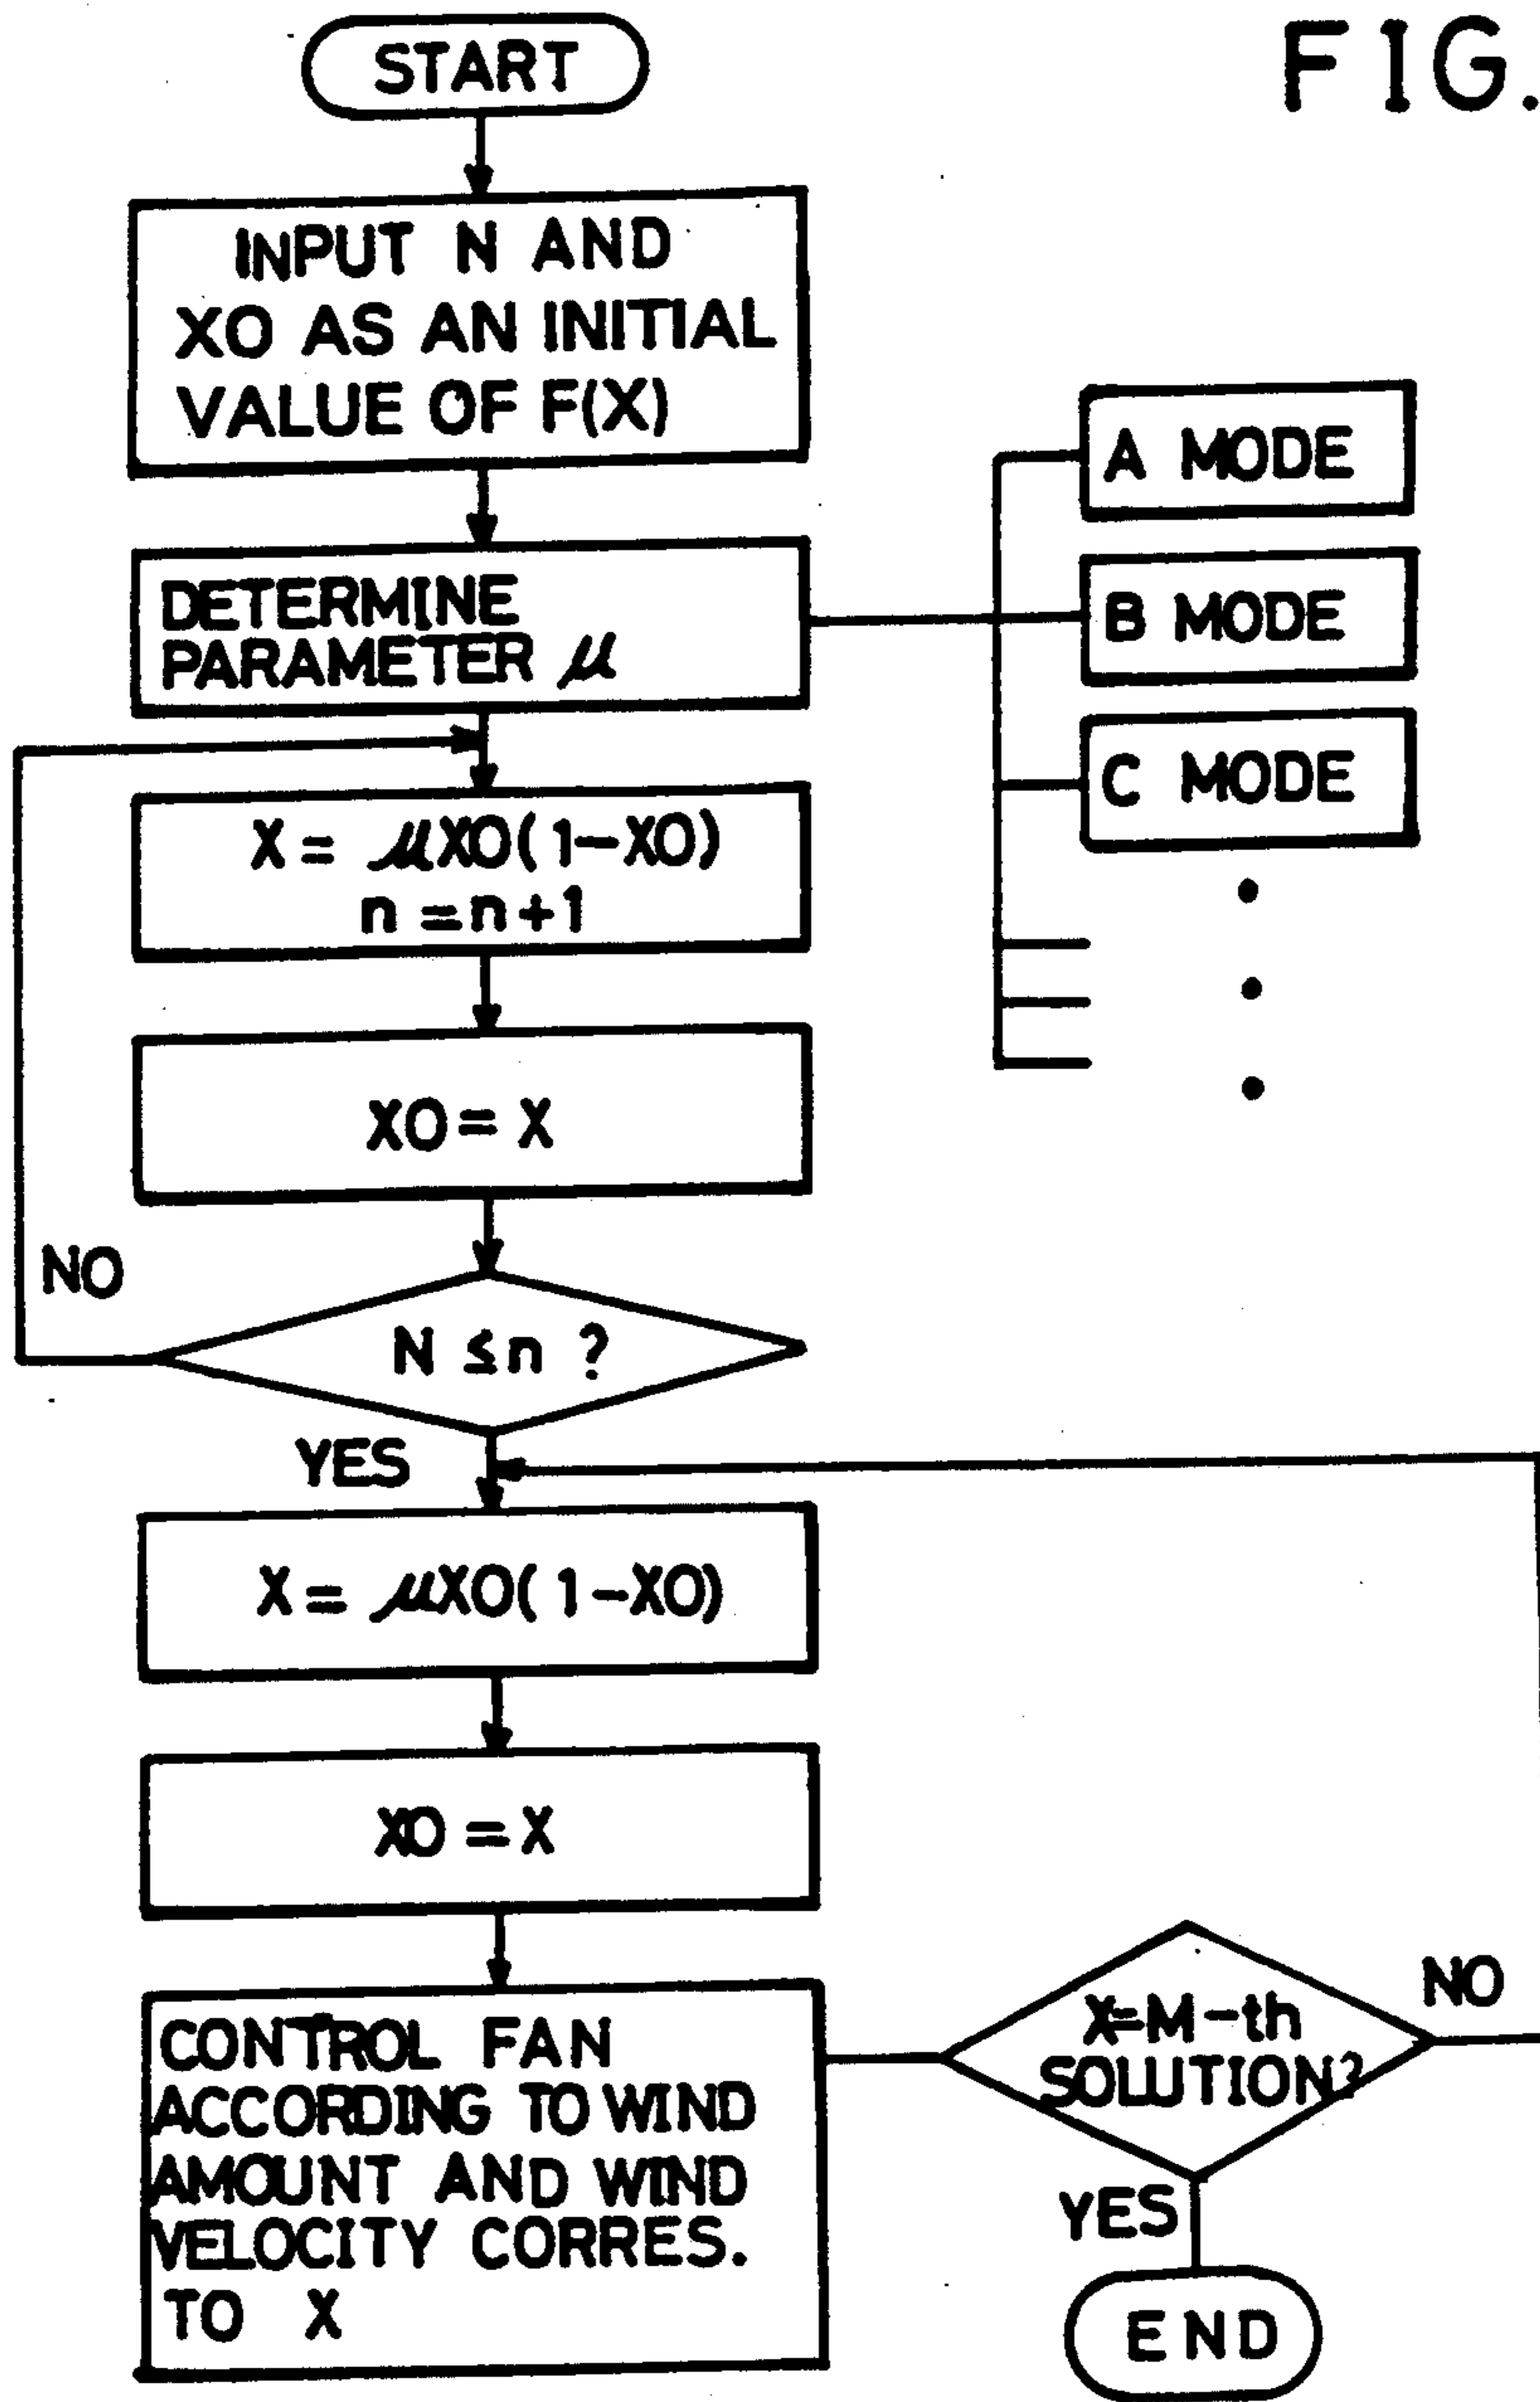 FIG.
START
INPUT N AND
XO AS AN INITIAL
VALUE OF F(X)
DETERMINE
PARAMETER μ
A MODE
B MODE
C MODE
X = μXO(1-XO)
n = n+1
XO = X
NO
N ≤ n ?
YES
X = μXO(1-XO)
XO = X
CONTROL FAN
ACCORDING TO WIND
AMOUNT AND WIND
VELOCITY CORRES.
TO X
X=M-th
SOLUTION?
NO
YES
END